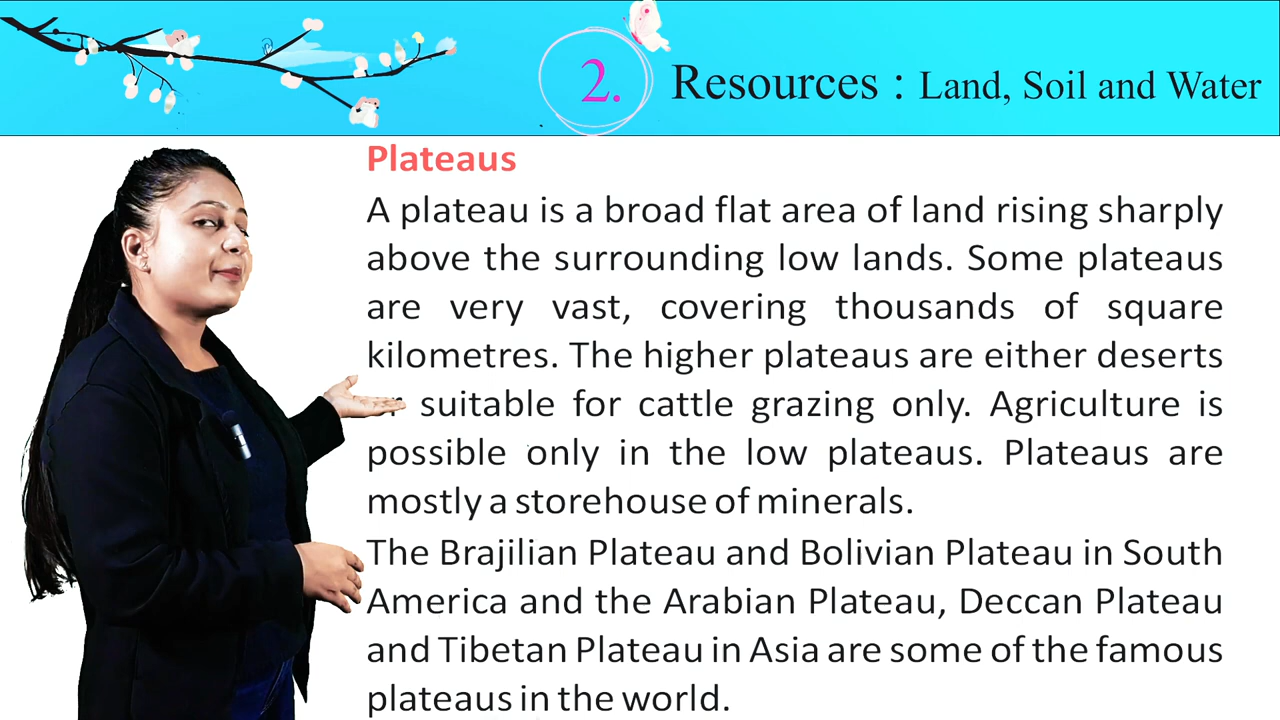 2. Resources : Land, Soil and Water
Plateaus
A plateau is a broad flat area of land rising sharply
above the surrounding low lands. Some plateaus
are very vast, covering thousands of square
kilometres. The higher plateaus are either deserts
suitable for cattle grazing only. Agriculture is
possible only in the low plateaus. Plateaus are
mostly a storehouse of minerals.
The Brajilian Plateau and Bolivian Plateau in South
America and the Arabian Plateau, Deccan Plateau
and Tibetan Plateau in Asia are some of the famous
plateaus in the world.